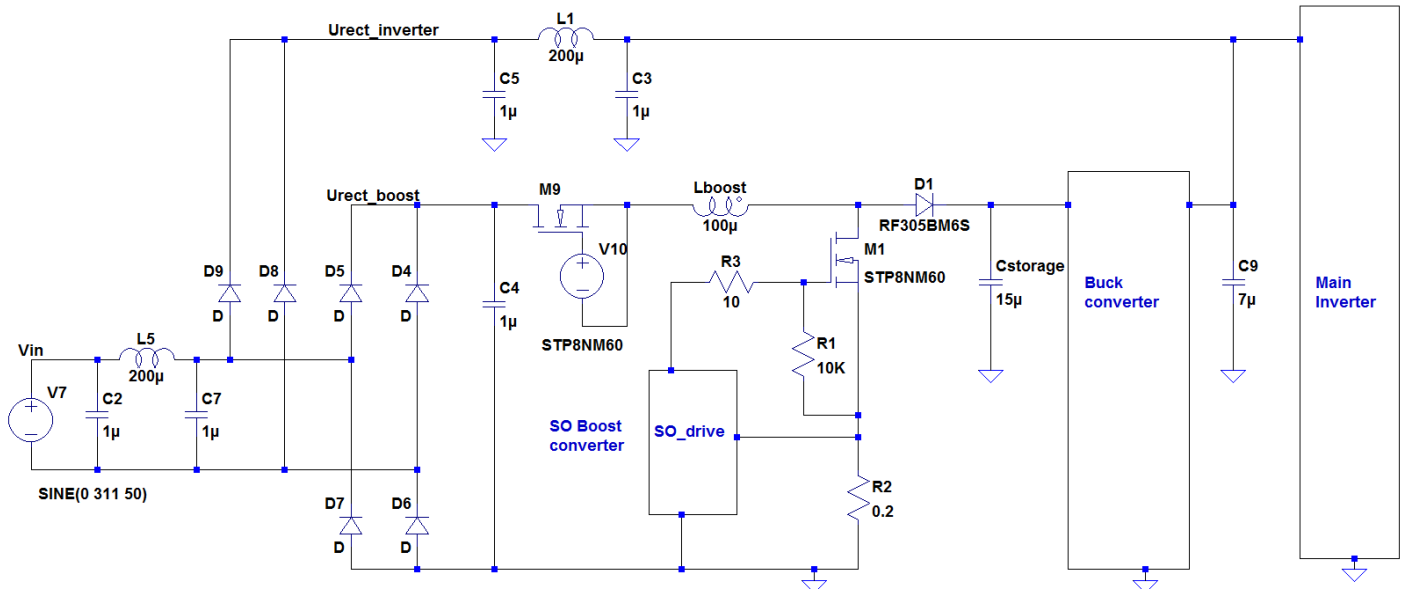 L1
Urect_inverter
200µ
C5
1µ
C3
1µ
Urect_boost
M9
Lboost
100µ
D1
RF305BM6S
V10
STP8NM60
M1
STP8NM60
R3
10
D9
D
D8
D
D5
D
D4
D
C4
1µ
Cstorage
15µ
Buck
converter
C9
7µ
Main
Inverter
Vin
L5
200µ
V7
C2
1µ
C7
1µ
R1
10K
SO Boost
converter
SO_drive
SINE(0 311 50)
D7
D
D6
D
R2
0.2